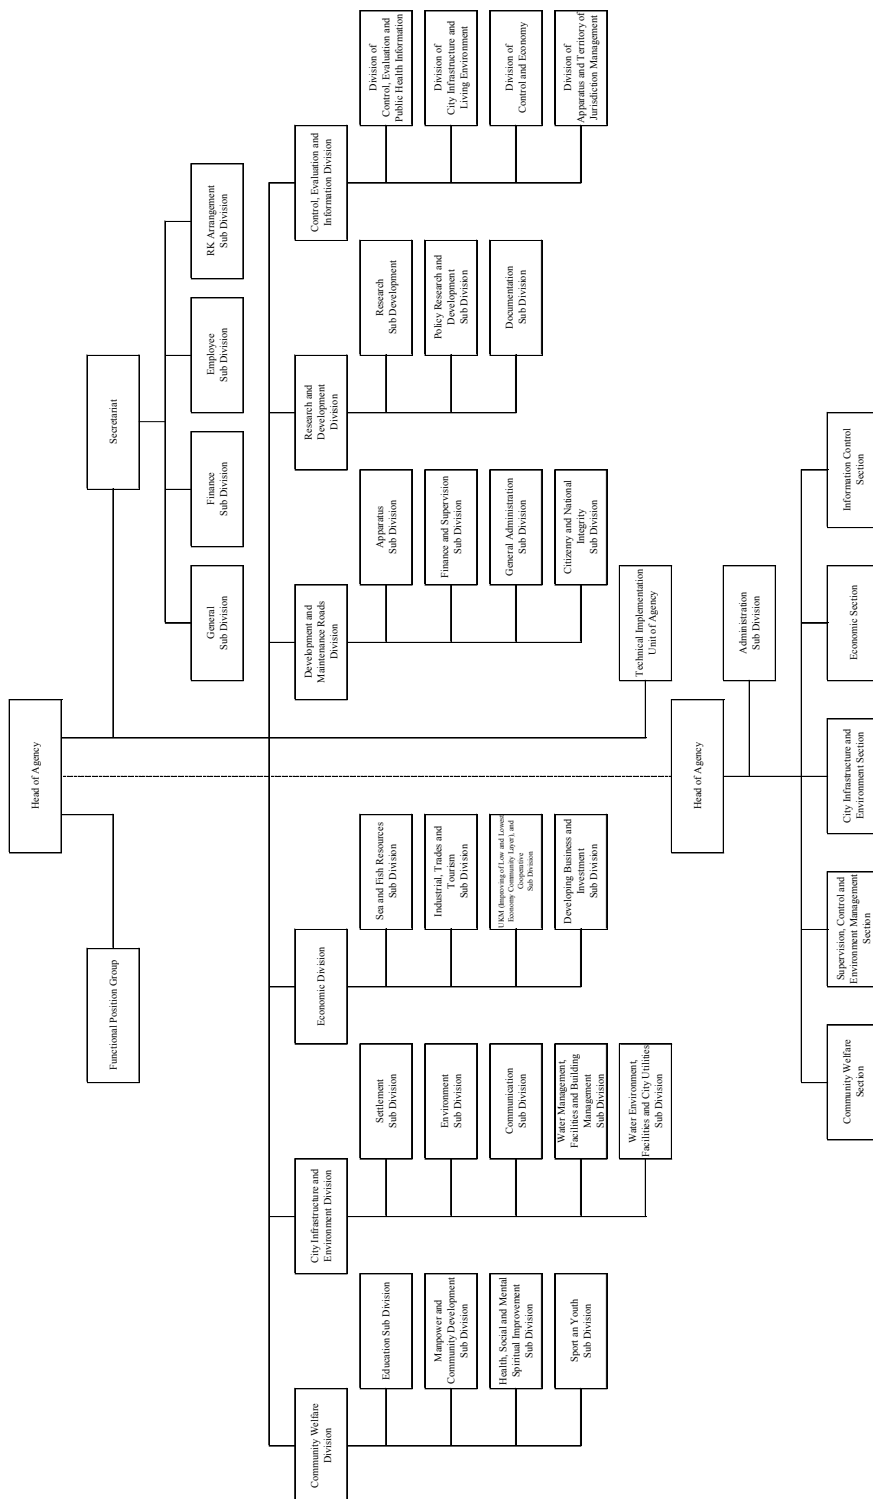 Head of Agency
Functional Position Group
Secretariat
General
Sub Division
Finance
Sub Division
Employee
Sub Division
RK Arrangement
Sub Division
Community Welfare
Division
City Infrastructure and
Environment Division
Economic Division
Development and
Maintenance Roads
Division
Research and
Development
Division
Control, Evaluation and
Information Division
Education Sub Division
Manpower and
Community Development
Sub Division
Health, Social and Mental
Spiritual Improvement
Sub Division
Sport an Youth
Sub Division
Settlement
Sub Division
Environment
Sub Division
Communication
Sub Division
Water Management,
Facilities and Building
Management
Sub Division
Water Environment,
Facilities and City Utilities
Sub Division
Sea and Fish Resources
Sub Division
Industrial, Trades and
Tourism
Sub Division
UKM (Improving of Low and Lowest
Economy Community Layer), and
Cooperative
Sub Division
Developing Business and
Investment
Sub Division
Apparatus
Sub Division
Finance and Supervision
Sub Division
General Administration
Sub Division
Citizenry and National
Integrity
Sub Division
Research
Sub Development
Policy Research and
Development
Sub Division
Documentation
Sub Division
Division of
Control, Evaluation and
Public Health Information
Division of
City Infrastructure and
Living Environment
Division of
Control and Economy
Division of
Apparatus and Territory of
Jurisdiction Management
Technical Implementation
Unit of Agency
Head of Agency
Administration
Sub Division
Community Welfare
Section
Supervision, Control and
Environment Management
Section
City Infrastructure and
Environment Section
Economic Section
Information Control
Section